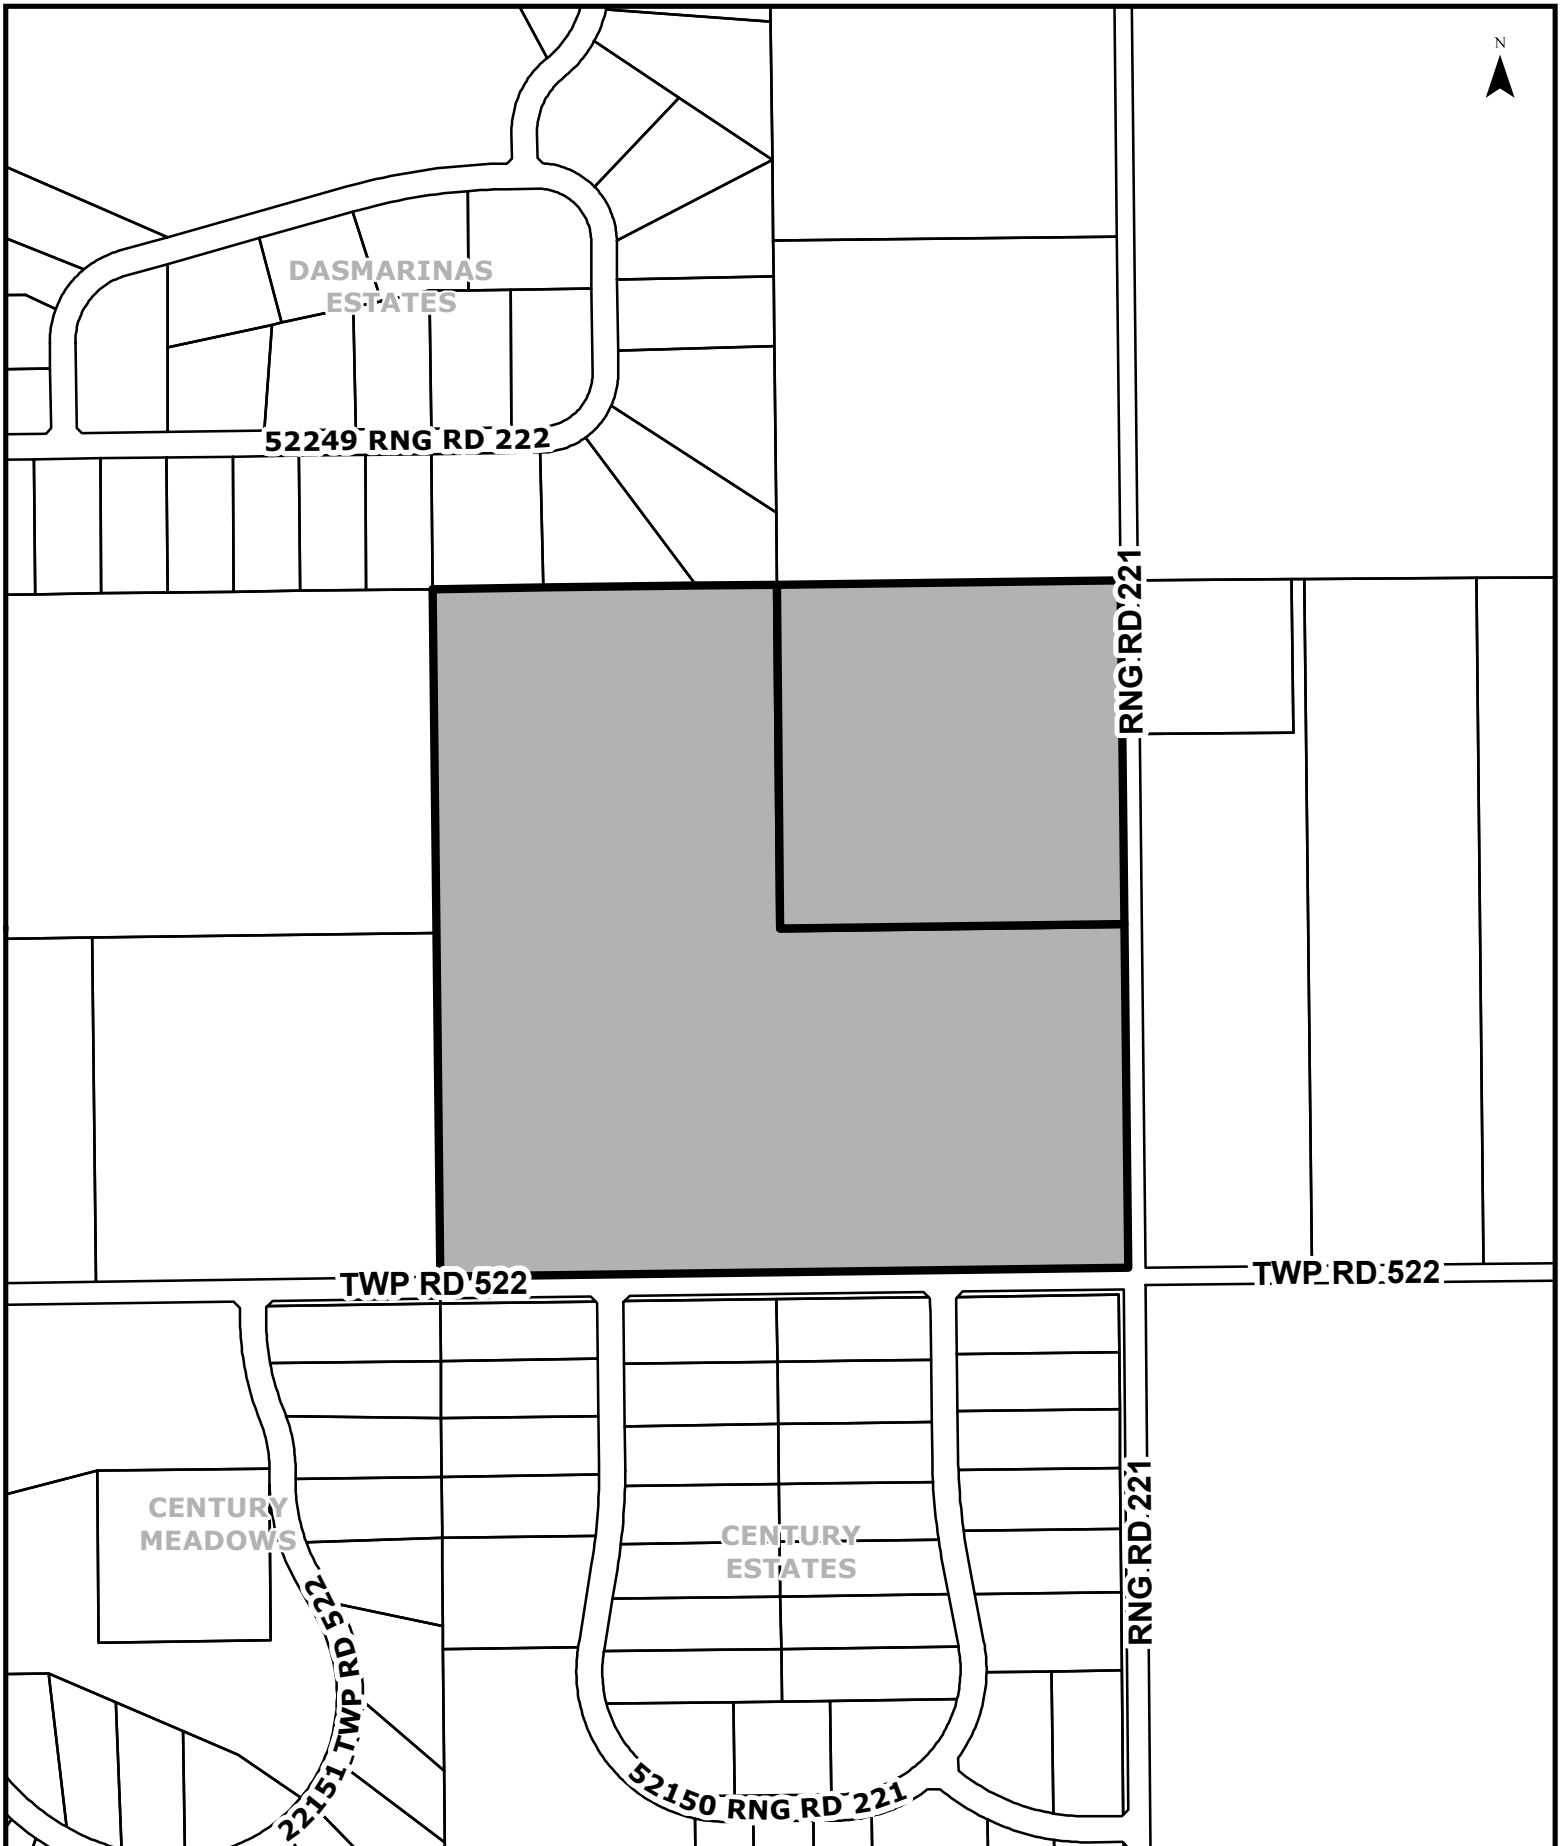 N
DASMARINAS
ESTATES
52249 RNG RD 222
RNG RD 221
TWP RD 522
TWP RD 522
CENTURY
MEADOWS
CENTURY
ESTATES
RNG RD 221
22151 TWP RD 522
52150 RNG RD 221